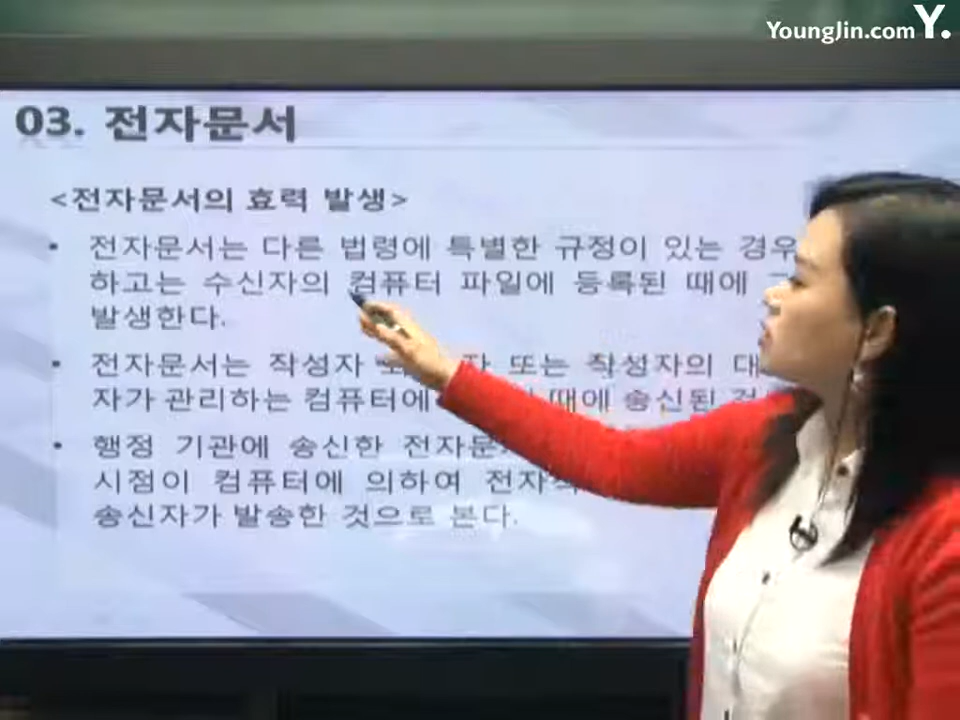 YoungJin.com Y.
03. 전자문서
<전자문서의 효력 발생>
• 전자문서는 다른 법령에 특별한 규정이 있는 경우
하고는 수신자의 컴퓨터 파일에 등록된 때에
발생한다.
• 전자문서는 작성자 또는 작성자의
자가 관리하는 컴퓨터에 때에 송신된
• 행정 기관에 송신한
시점이 컴퓨터에 의하여
송신자가 발송한 것으로 본다.